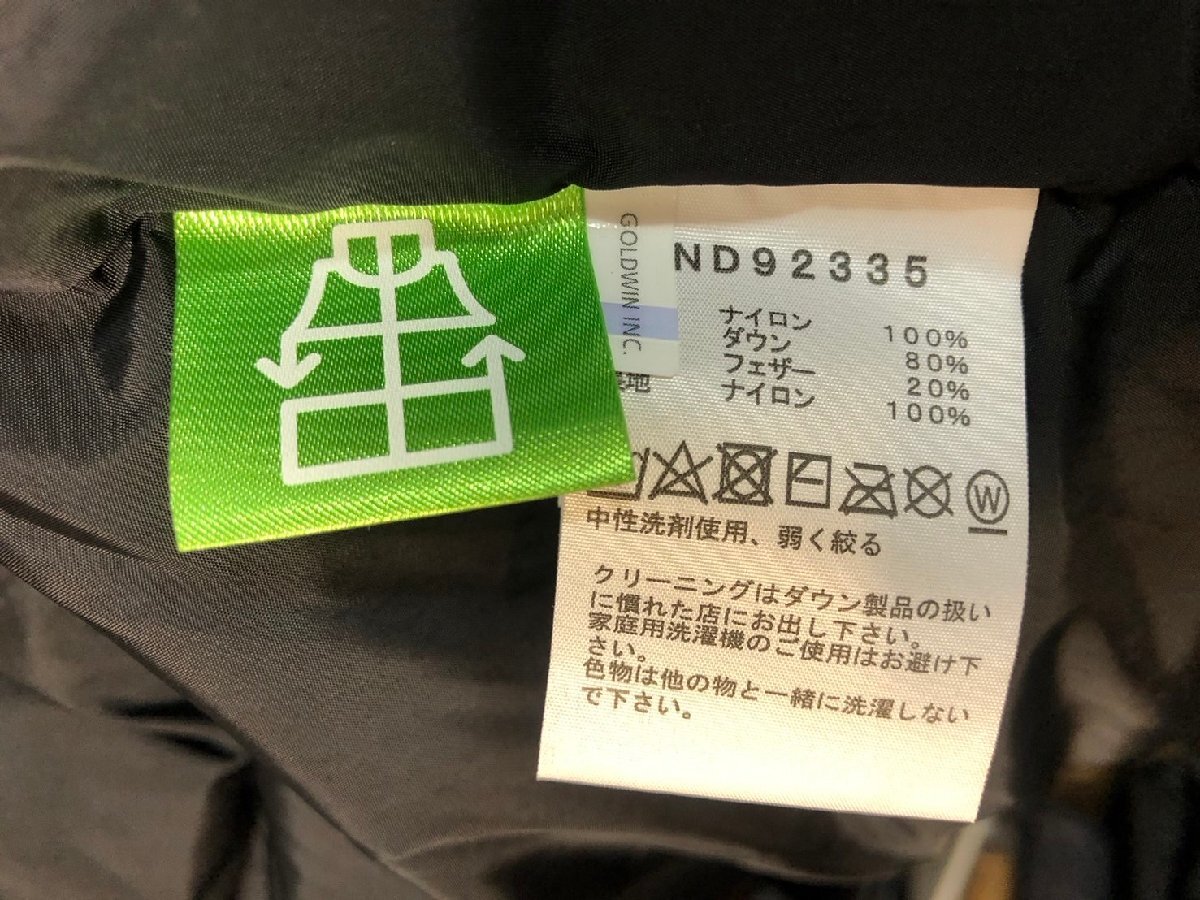 GOLDWIN INC.
ND92335
ナイロン 100%
ダウン 80%
フェザー 20%
地 ナイロン 100%
W
中性洗剤使用、弱く絞る
クリーニングはダウン製品の扱い
に慣れた店にお出し下さい。
家庭用洗濯機のご使用はお避け下
さい。
色物は他の物と一緒に洗濯しない
で下さい。